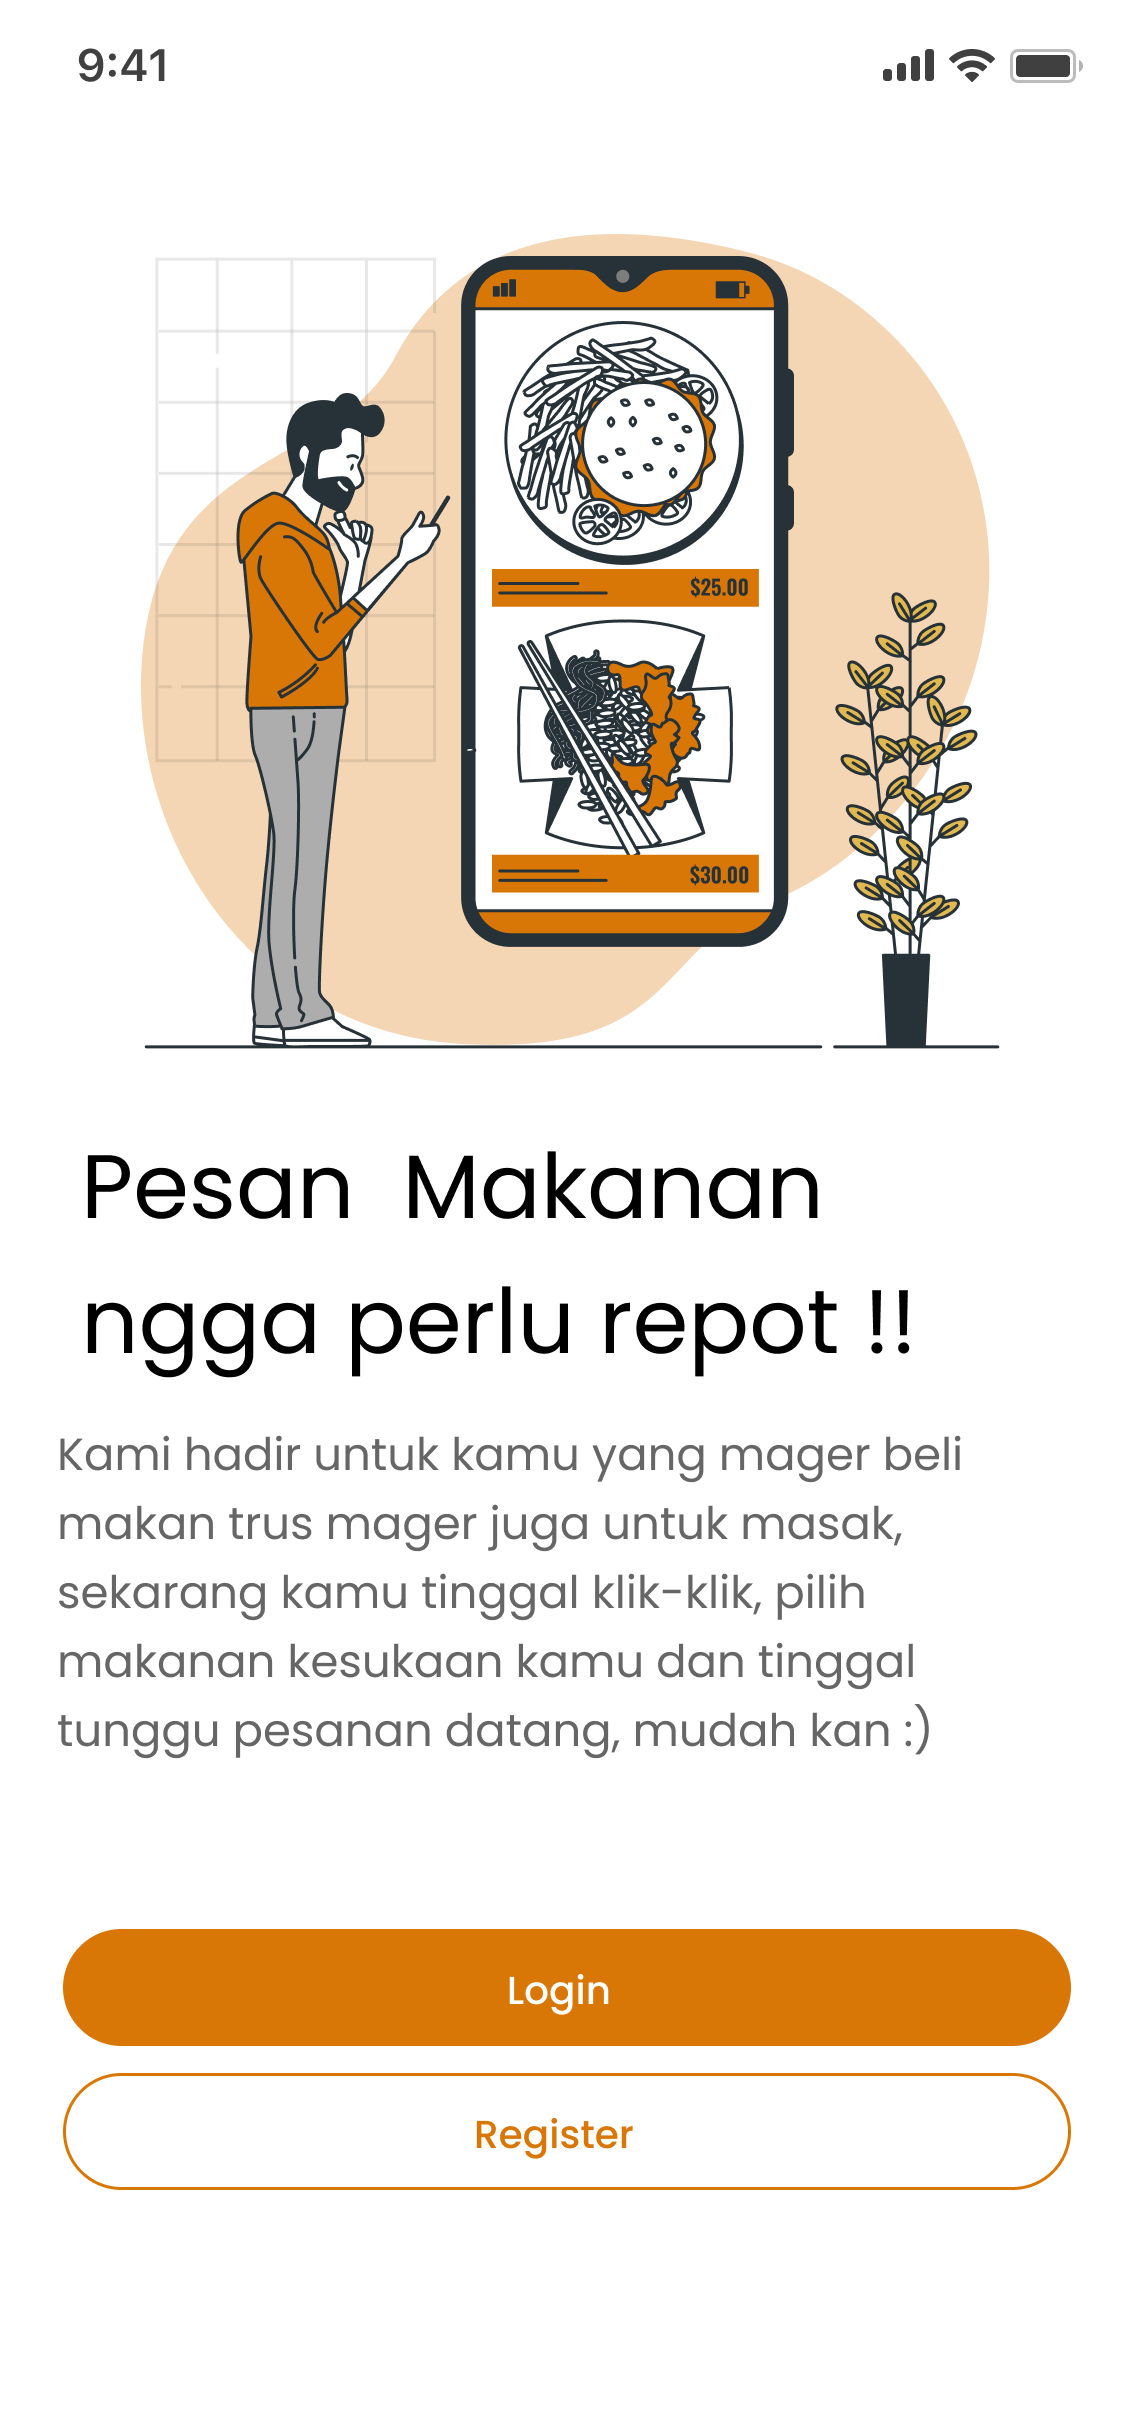 9:41
$25.00
$30.00
Pesan  Makanan
ngga perlu repot !!
Kami hadir untuk kamu yang mager beli
makan trus mager juga untuk masak,
sekarang kamu tinggal klik-klik, pilih
makanan kesukaan kamu dan tinggal
tunggu pesanan datang, mudah kan :)
Login
Register